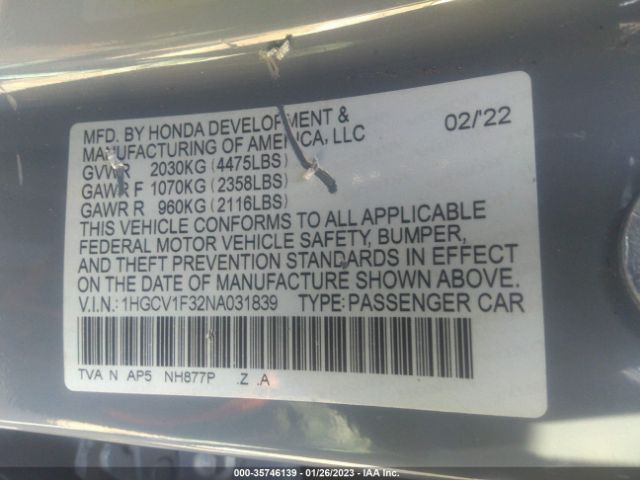 MFD. BY HONDA DEVELOPMENT & 02/'22
MANUFACTURING OF AMERICA, LLC
GVWR 2030KG (4475LBS)
GAWR F 1070KG (2358LBS)
GAWR R 960KG (2116LBS)
THIS VEHICLE CONFORMS TO ALL APPLICABLE
FEDERAL MOTOR VEHICLE SAFETY, BUMPER,
AND THEFT PREVENTION STANDARDS IN EFFECT
ON THE DATE OF MANUFACTURE SHOWN ABOVE.
V.I.N.: 1HGCV1F32NA031839 TYPE: PASSENGER CAR
TVA N AP5 NH877P .Z .A
000-35746139 - 01/26/2023 - IAA Inc.